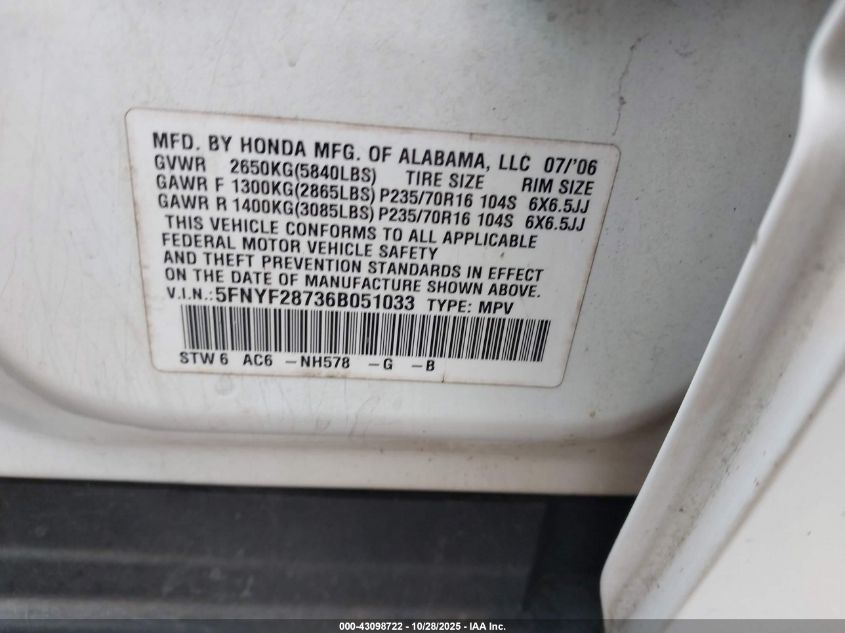 MFD. BY HONDA MFG. OF ALABAMA, LLC 07/'06
GVWR 2650KG(5840LBS) TIRE SIZE RIM SIZE
GAWR F 1300KG(2865LBS) P235/70R16 104S 6X6.5JJ
GAWR R 1400KG(3085LBS) P235/70R16 104S 6X6.5JJ
THIS VEHICLE CONFORMS TO ALL APPLICABLE
FEDERAL MOTOR VEHICLE SAFETY
AND THEFT PREVENTION STANDARDS IN EFFECT
ON THE DATE OF MANUFACTURE SHOWN ABOVE.
V.I.N.:5FNYF28736B051033 TYPE: MPV
STW6 AC6 -NH578 -G -B
000-43098722 - 10/28/2025 - IAA Inc.